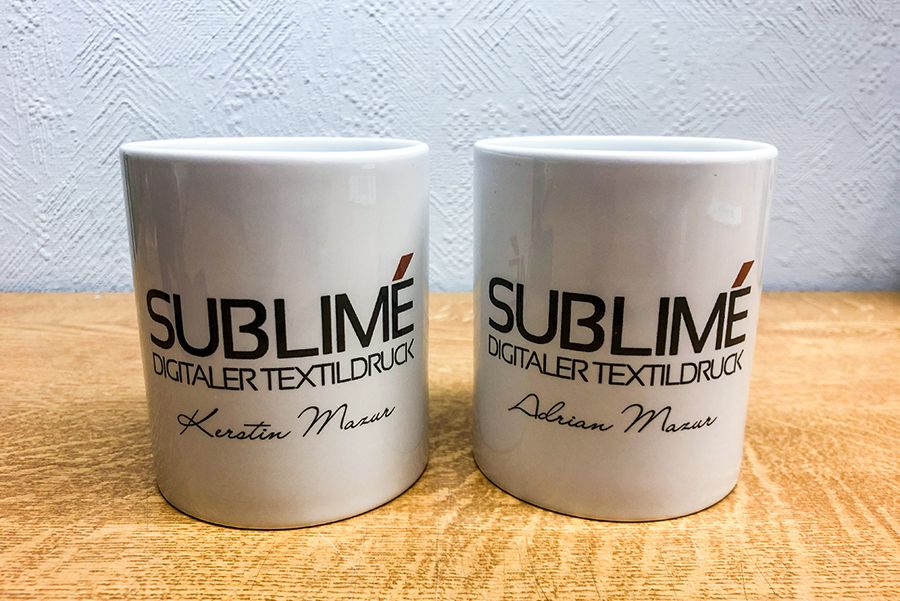 SUBLIMÉ
DIGITALER TEXTILDRUCK
Kerstin Mazur
SUBLIMÉ
DIGITALER TEXTILDRUCK
Adrian Mazur